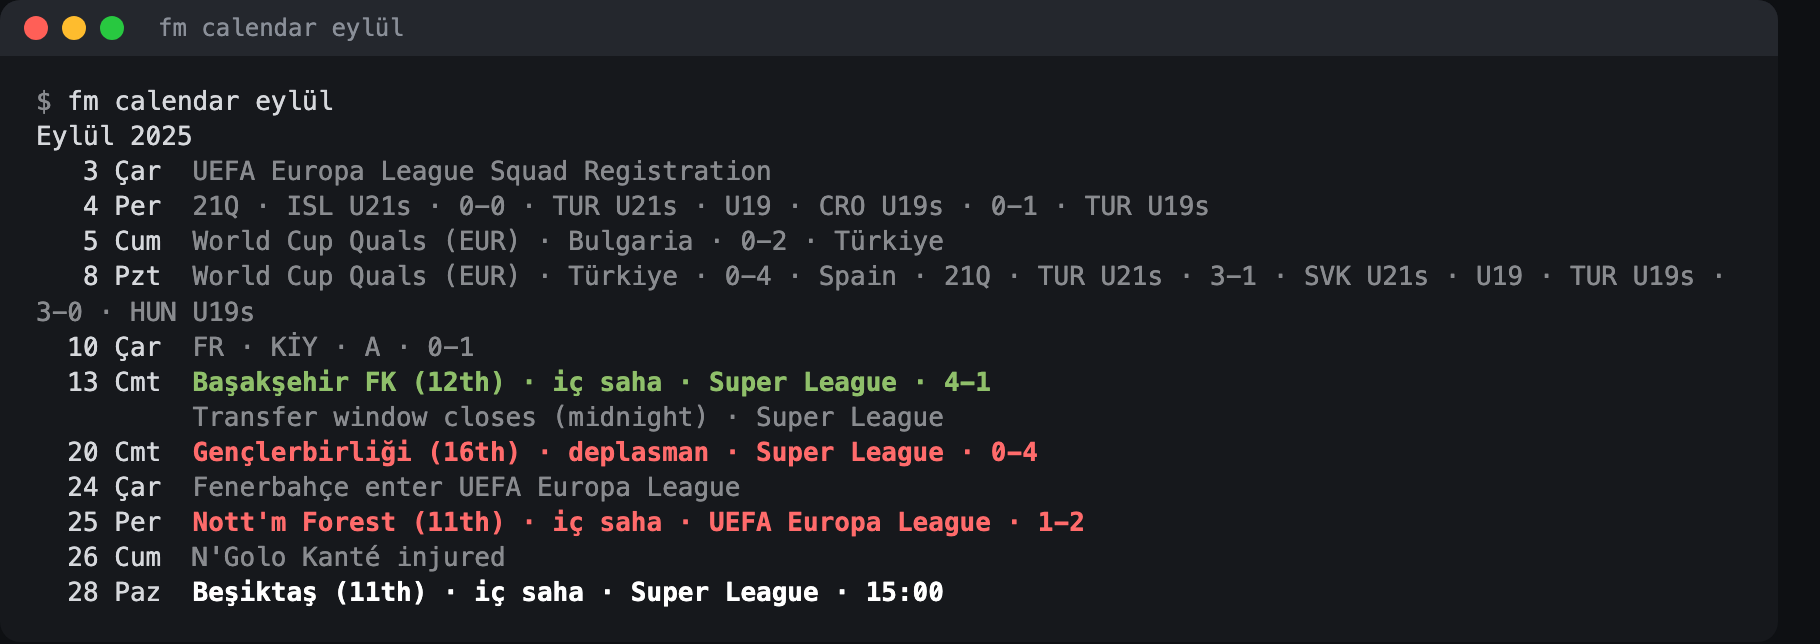 fm calendar eylül
$ fm calendar eylül
Eylül 2025
3 Çar UEFA Europa League Squad Registration
4 Per 21Q · ISL U21s · 0–0 · TUR U21s · U19 · CRO U19s · 0–1 · TUR U19s
5 Cum World Cup Quals (EUR) · Bulgaria · 0–2 · Türkiye
8 Pzt World Cup Quals (EUR) · Türkiye · 0–4 · Spain · 21Q · TUR U21s · 3–1 · SVK U21s · U19 · TUR U19s ·
3–0 · HUN U19s
10 Çar FR · KİY · A · 0–1
13 Cmt Başakşehir FK (12th) · iç saha · Super League · 4–1
Transfer window closes (midnight) · Super League
20 Cmt Gençlerbirliği (16th) · deplasman · Super League · 0–4
24 Çar Fenerbahçe enter UEFA Europa League
25 Per Nott'm Forest (11th) · iç saha · UEFA Europa League · 1–2
26 Cum N'Golo Kanté injured
28 Paz Beşiktaş (11th) · iç saha · Super League · 15:00